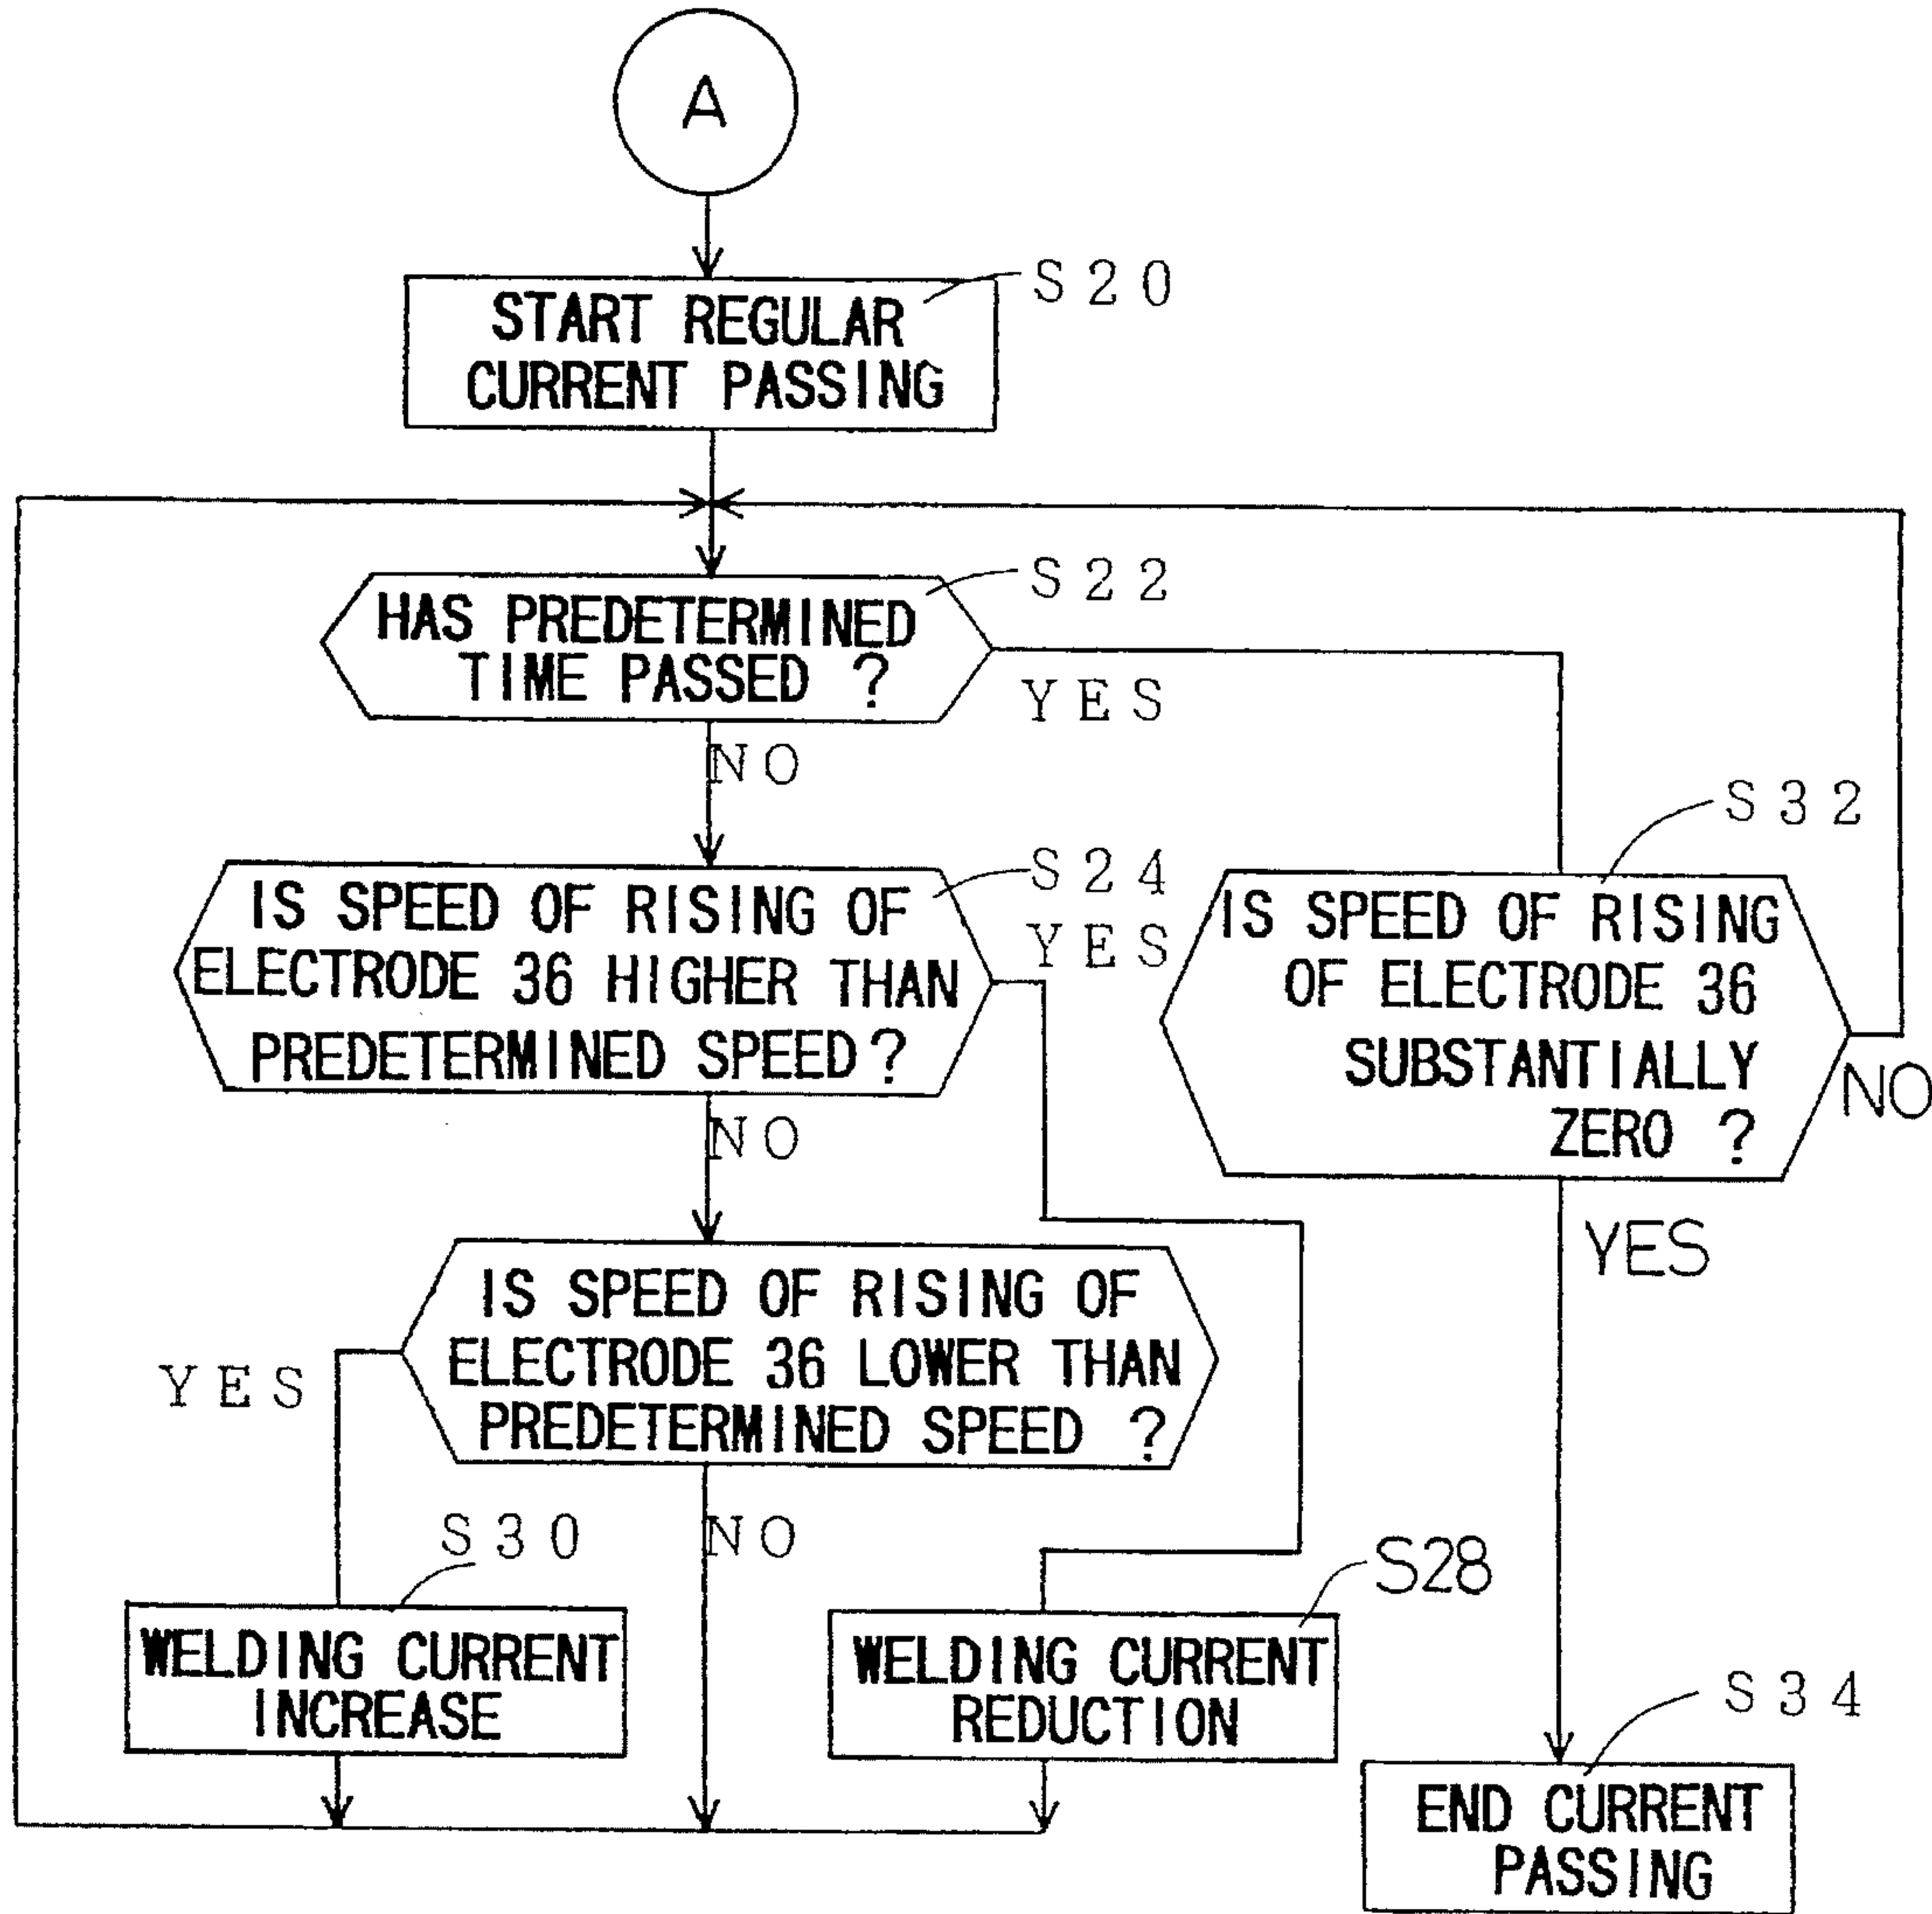 A
S20
START REGULAR
CURRENT PASSING
S22
HAS PREDETERMINED
TIME PASSED ?
YES
NO
S32
S24
IS SPEED OF RISING OF
ELECTRODE 36 HIGHER THAN
PREDETERMINED SPEED?
YES
IS SPEED OF RISING
OF ELECTRODE 36
SUBSTANTIALLY
ZERO ?
NO
NO
YES
IS SPEED OF RISING OF
ELECTRODE 36 LOWER THAN
PREDETERMINED SPEED ?
YES
NO
S30
WELDING CURRENT
INCREASE
S28
WELDING CURRENT
REDUCTION
S34
END CURRENT
PASSING